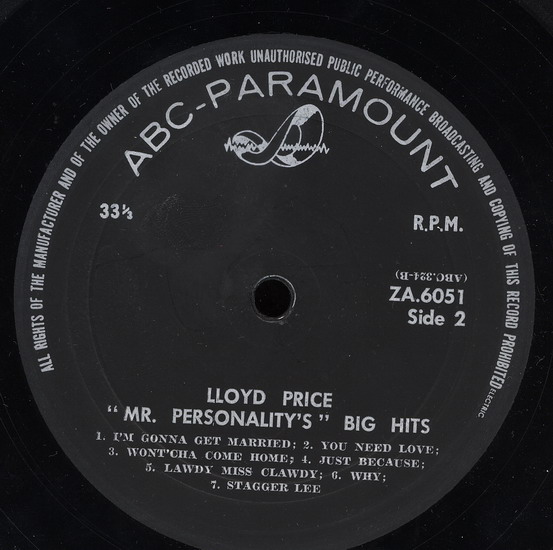 ALL RIGHTS OF THE MANUFACTURER AND OF THE OWNER OF THE RECORDED WORK UNAUTHORISED PUBLIC PERFORMANCE BROADCASTING AND COPYING OF THIS RECORD PROHIBITED
ELECTRIC
ABC-PARAMOUNT
33⅓
R.P.M.
(ABC.324-B)
ZA.6051
Side 2
LLOYD PRICE
“ MR. PERSONALITY'S ” BIG HITS
1. I'M GONNA GET MARRIED; 2. YOU NEED LOVE;
3. WONT'CHA COME HOME; 4. JUST BECAUSE;
5. LAWDY MISS CLAWDY; 6. WHY;
7. STAGGER LEE